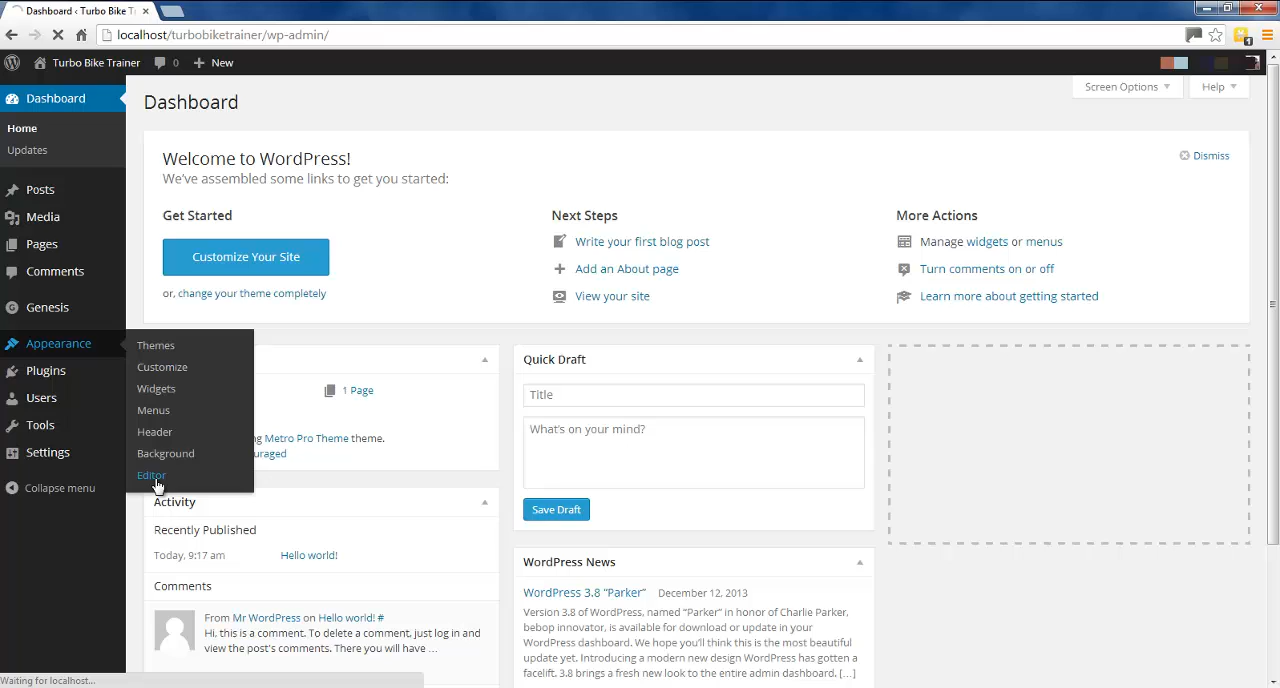 Dashboard ‹ Turbo Bike T
localhost/turbobiketrainer/wp-admin/
1
Turbo Bike Trainer
0
New
Dashboard
Home
Updates
Posts
Media
Pages
Comments
Genesis
Appearance
Plugins
Users
Tools
Settings
Collapse menu
Themes
Customize
Widgets
Menus
Header
Background
Editor
Dashboard
Screen Options
Help
Welcome to WordPress!
We've assembled some links to get you started:
Dismiss
Get Started
Customize Your Site
or, change your theme completely
Next Steps
Write your first blog post
Add an About page
View your site
More Actions
Manage widgets or menus
Turn comments on or off
Learn more about getting started
1 Page
Metro Pro Theme theme.
Activity
Recently Published
Today, 9:17 am
Hello world!
Comments
From Mr WordPress on Hello world! #
Hi, this is a comment. To delete a comment, just log in and
view the post's comments. There you will have …
Quick Draft
Title
What's on your mind?
Save Draft
WordPress News
WordPress 3.8 “Parker”
December 12, 2013
Version 3.8 of WordPress, named “Parker” in honor of Charlie Parker,
bebop innovator, is available for download or update in your
WordPress dashboard. We hope you'll think this is the most beautiful
update yet. Introducing a modern new design WordPress has gotten a
facelift. 3.8 brings a fresh new look to the entire admin dashboard. […]
Waiting for localhost...